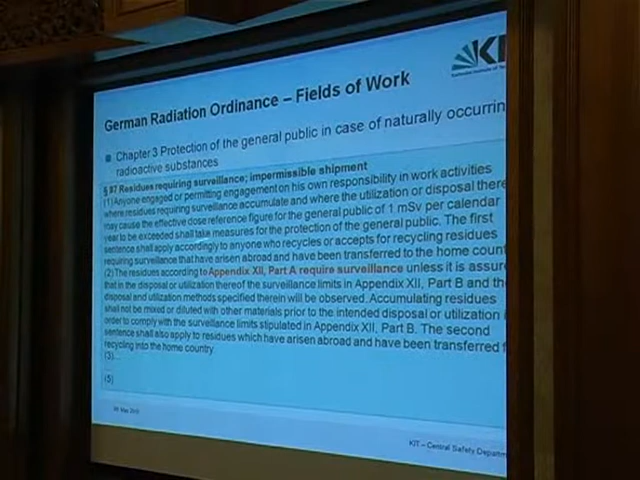 KI
German Radiation Ordinance – Fields of Work
Chapter 3 Protection of the general public in case of naturally occurrin
radioactive substances
§ 97 Residues requiring surveillance; impermissible shipment
(1)Anyone engaged or permitting engagement on his own responsibility in work activities
where residues requiring surveillance accumulate and where the utilization or disposal there
may cause the effective dose reference figure for the general public of 1 mSv per calendar
year to be exceeded shall take measures for the protection of the general public. The first
sentence shall apply accordingly to anyone who recycles or accepts for recycling residues
requiring surveillance that have arisen abroad and have been transferred to the home count
(2) The residues according to Appendix XII, Part A require surveillance unless it is assur
that in the disposal or utilization thereof the surveillance limits in Appendix XII, Part B and the
disposal and utilization methods specified therein will be observed. Accumulating residues
shall not be mixed or diluted with other materials prior to the intended disposal or utilization i
order to comply with the surveillance limits stipulated in Appendix XII, Part B. The second
sentence shall also apply to residues which have arisen abroad and have been transferred f
recycling into the home country
(3)...
(5)
KIT – Central Safety Departm